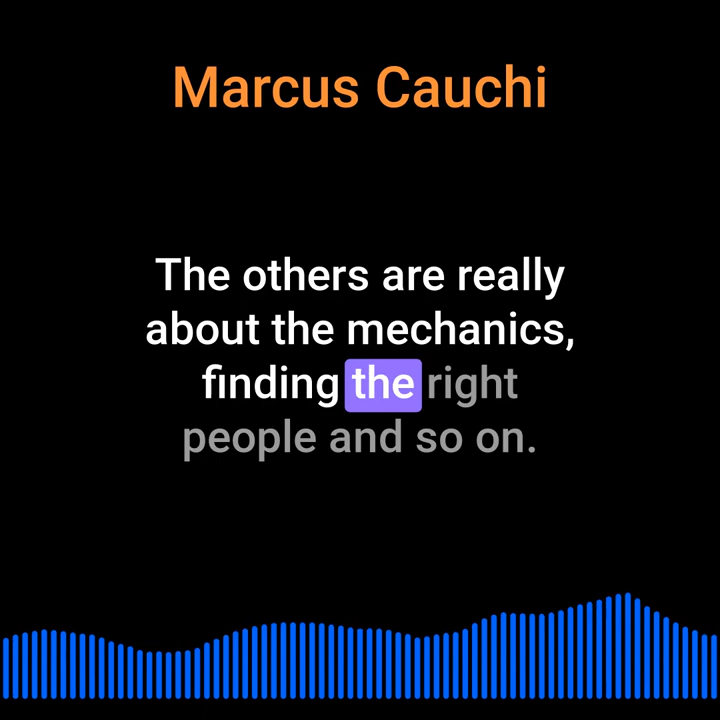 Marcus Cauchi
The others are really
about the mechanics,
finding the right
people and so on.